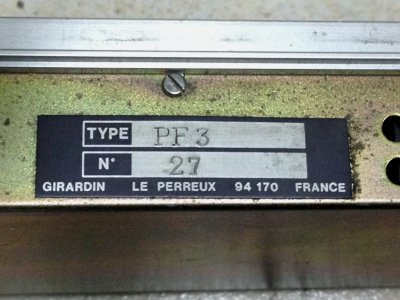 TYPE PF3
N° 27
GIRARDIN LE PERREUX 94 170 FRANCE